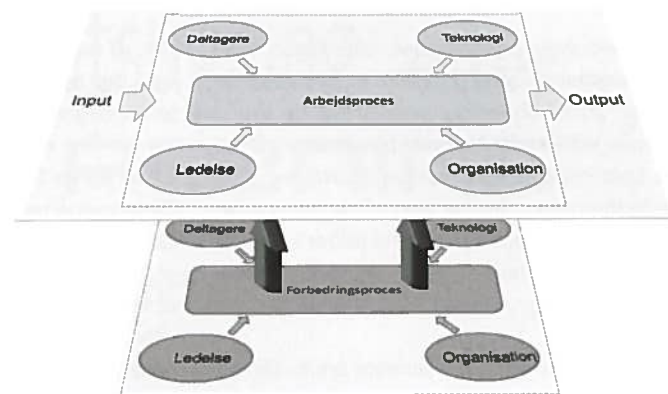 Deltagere
Teknologi
Input
Arbejdsproces
Output
Ledelse
Organisation
Deltagere
Teknologi
Forbedringsproces
Ledelse
Organisation